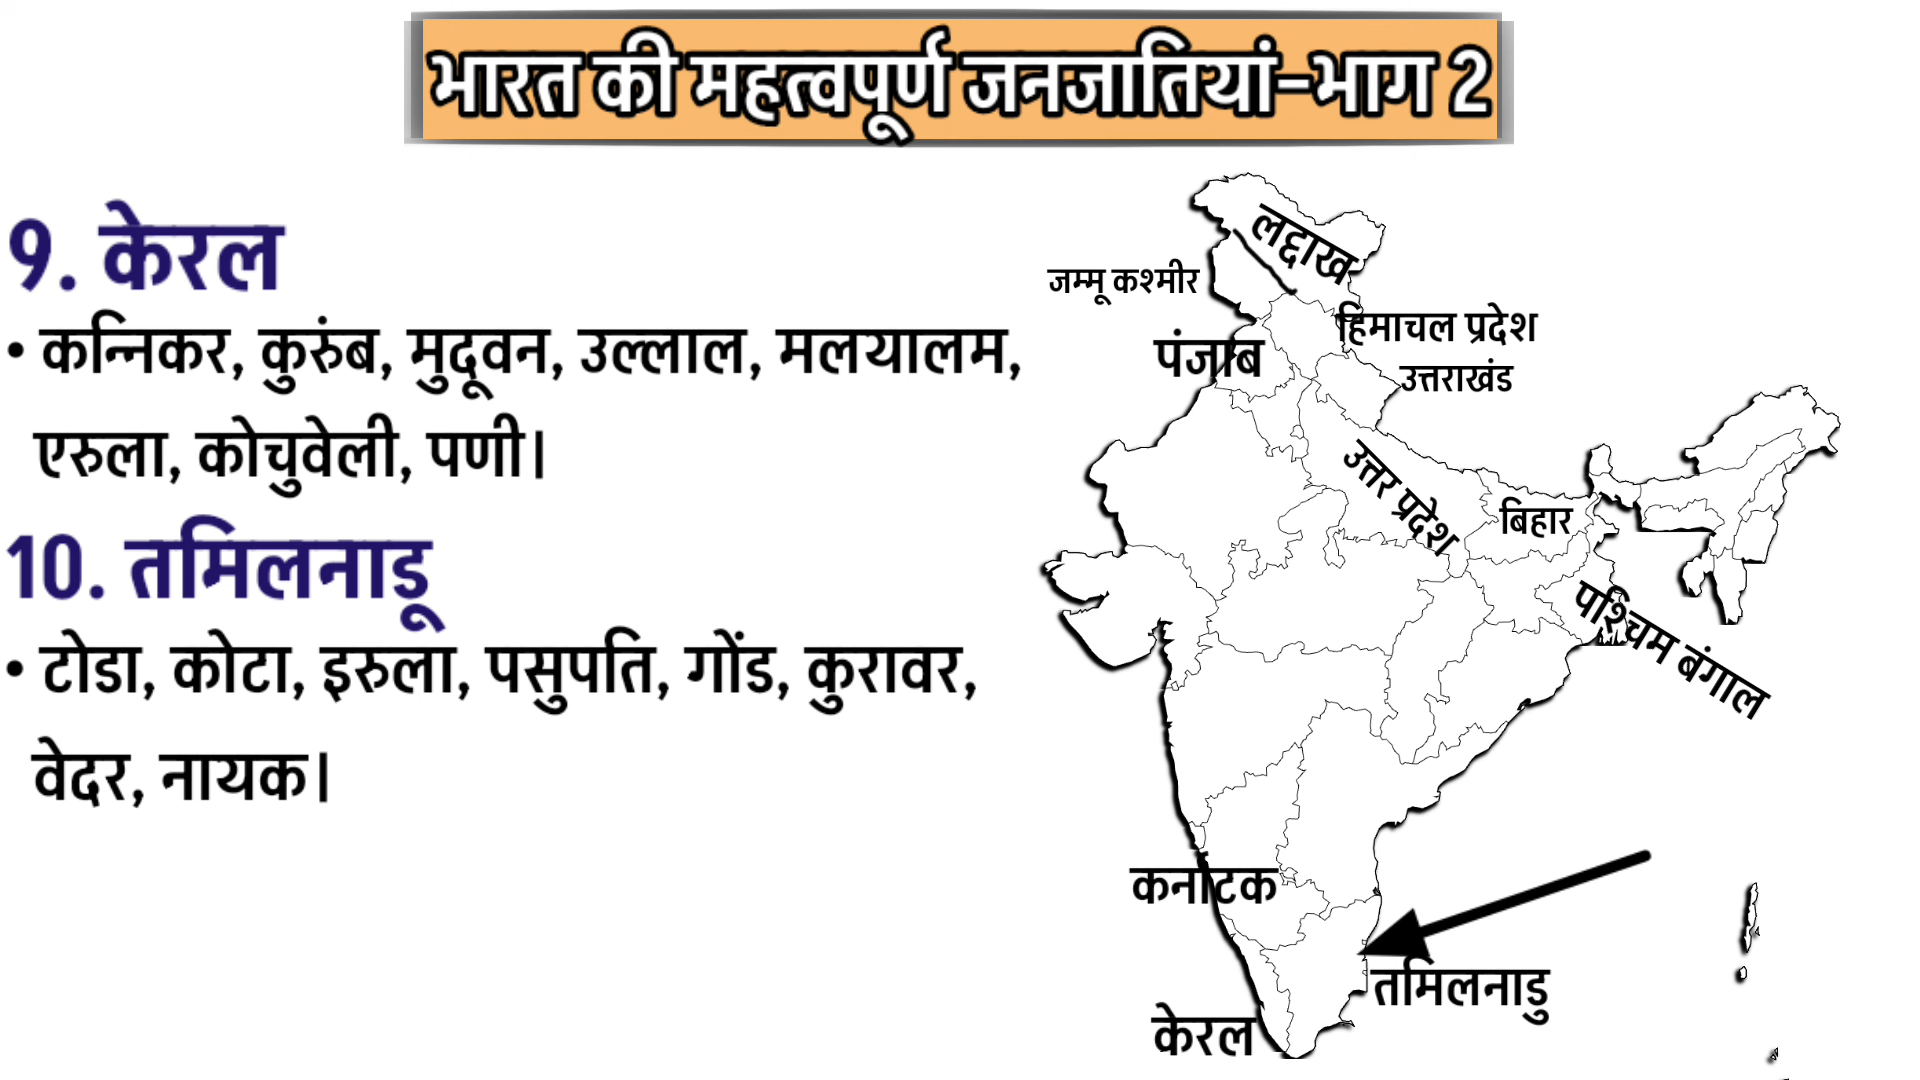 भारत की महत्वपूर्ण जनजातियां-भाग 2
9. केरल
• कन्निकर, कुरुंब, मुदूवन, उल्लाल, मलयालम,
एरुला, कोचुवेली, पणी।
10. तमिलनाडू
• टोडा, कोटा, इरुला, पसुपति, गोंड, कुरावर,
वेदर, नायक।
लद्दाख
जम्मू कश्मीर
हिमाचल प्रदेश
पंजाब
उत्तराखंड
उत्तर प्रदेश
बिहार
पश्चिम बंगाल
कर्नाटक
तमिलनाडु
केरल